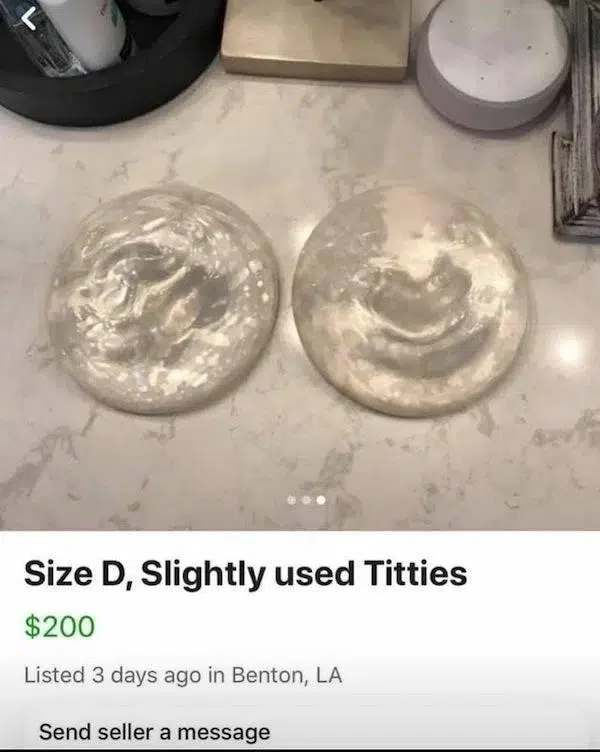 Size D, Slightly used Titties
$200
Listed 3 days ago in Benton, LA
Send seller a message